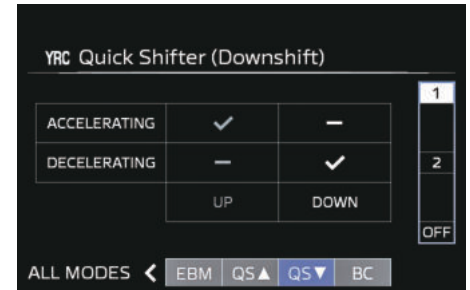 YRC Quick Shifter (Downshift)
1
ACCELERATING ✓ –
DECELERATING – ✓
2
UP DOWN
OFF
ALL MODES ❮ EBM QS▲ QS▼ BC